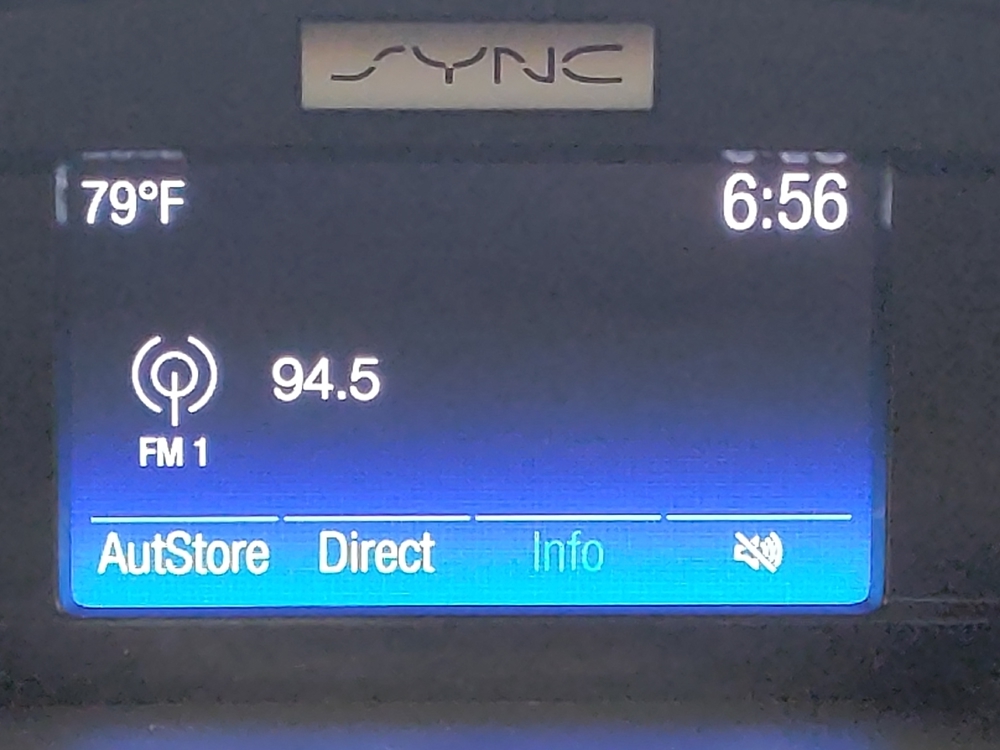 SYNC
79°F 6:56
94.5
FM 1
AutStore Direct Info